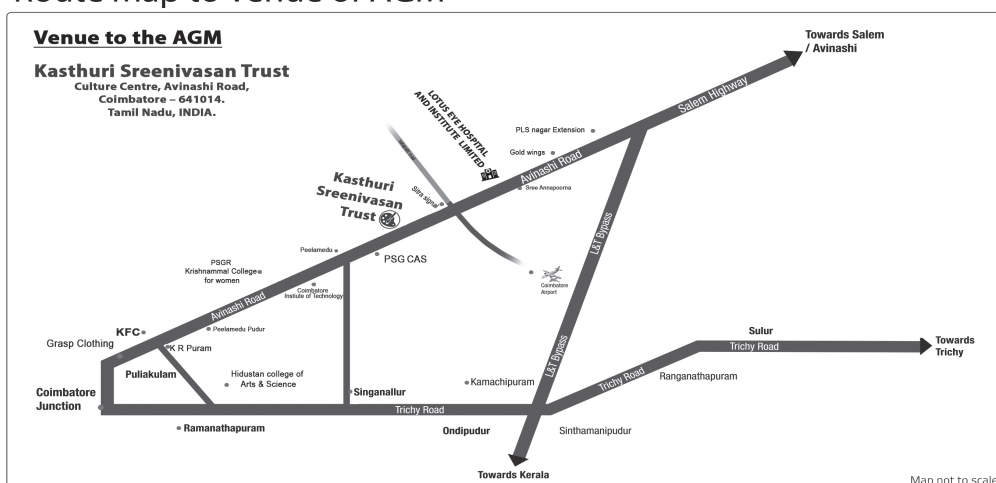 Route map to venue of AGM
Venue to the AGM
Kasthuri Sreenivasan Trust
Culture Centre, Avinashi Road,
Coimbatore – 641014.
Tamil Nadu, INDIA.
Towards Salem
/ Avinashi
Salem Highway
LOTUS EYE HOSPITAL
AND INSTITUTE LIMITED
PLS nagar Extension
Gold wings
Avinashi Road
Sree Annapoorna
Kasthuri
Sreenivasan
Trust
Sitra signal
L&T Bypass
Peelamedu
PSG CAS
PSGR
Krishnammal College
for women
Coimbatore
Airport
Coimbatore
Instiute of Technology
Avinashi Road
Peelamedu Pudur
KFC
Grasp Clothing
K R Puram
Puliakulam
Hidustan college of
Arts & Science
Coimbatore
Junction
Singanallur
Kamachipuram
L&T Bypass
Trichy Road
Sulur
Trichy Road
Towards
Trichy
Ranganathapuram
Trichy Road
Ramanathapuram
Ondipudur
Sinthamanipudur
Towards Kerala
Map not to scale